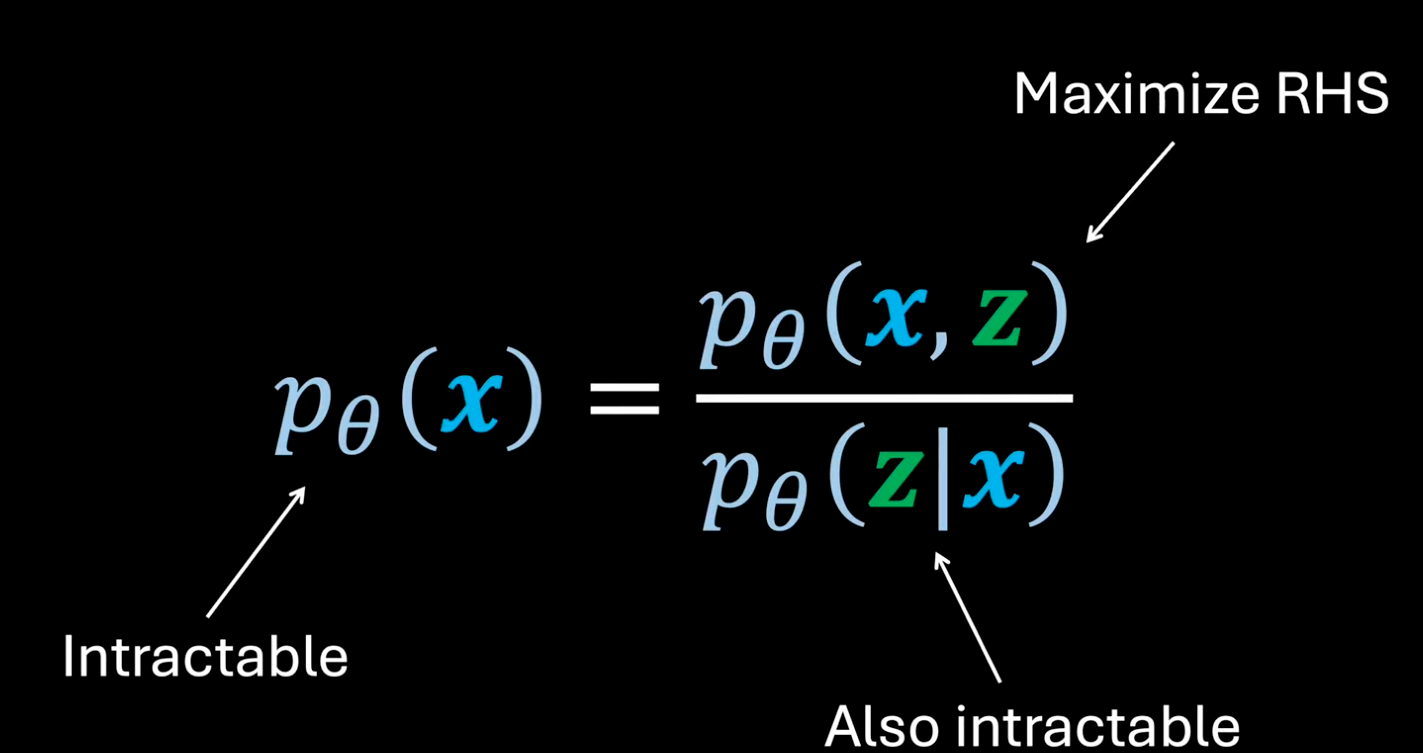 Maximize RHS
pθ(x) = pθ(x, z) / pθ(z|x)
Intractable
Also intractable